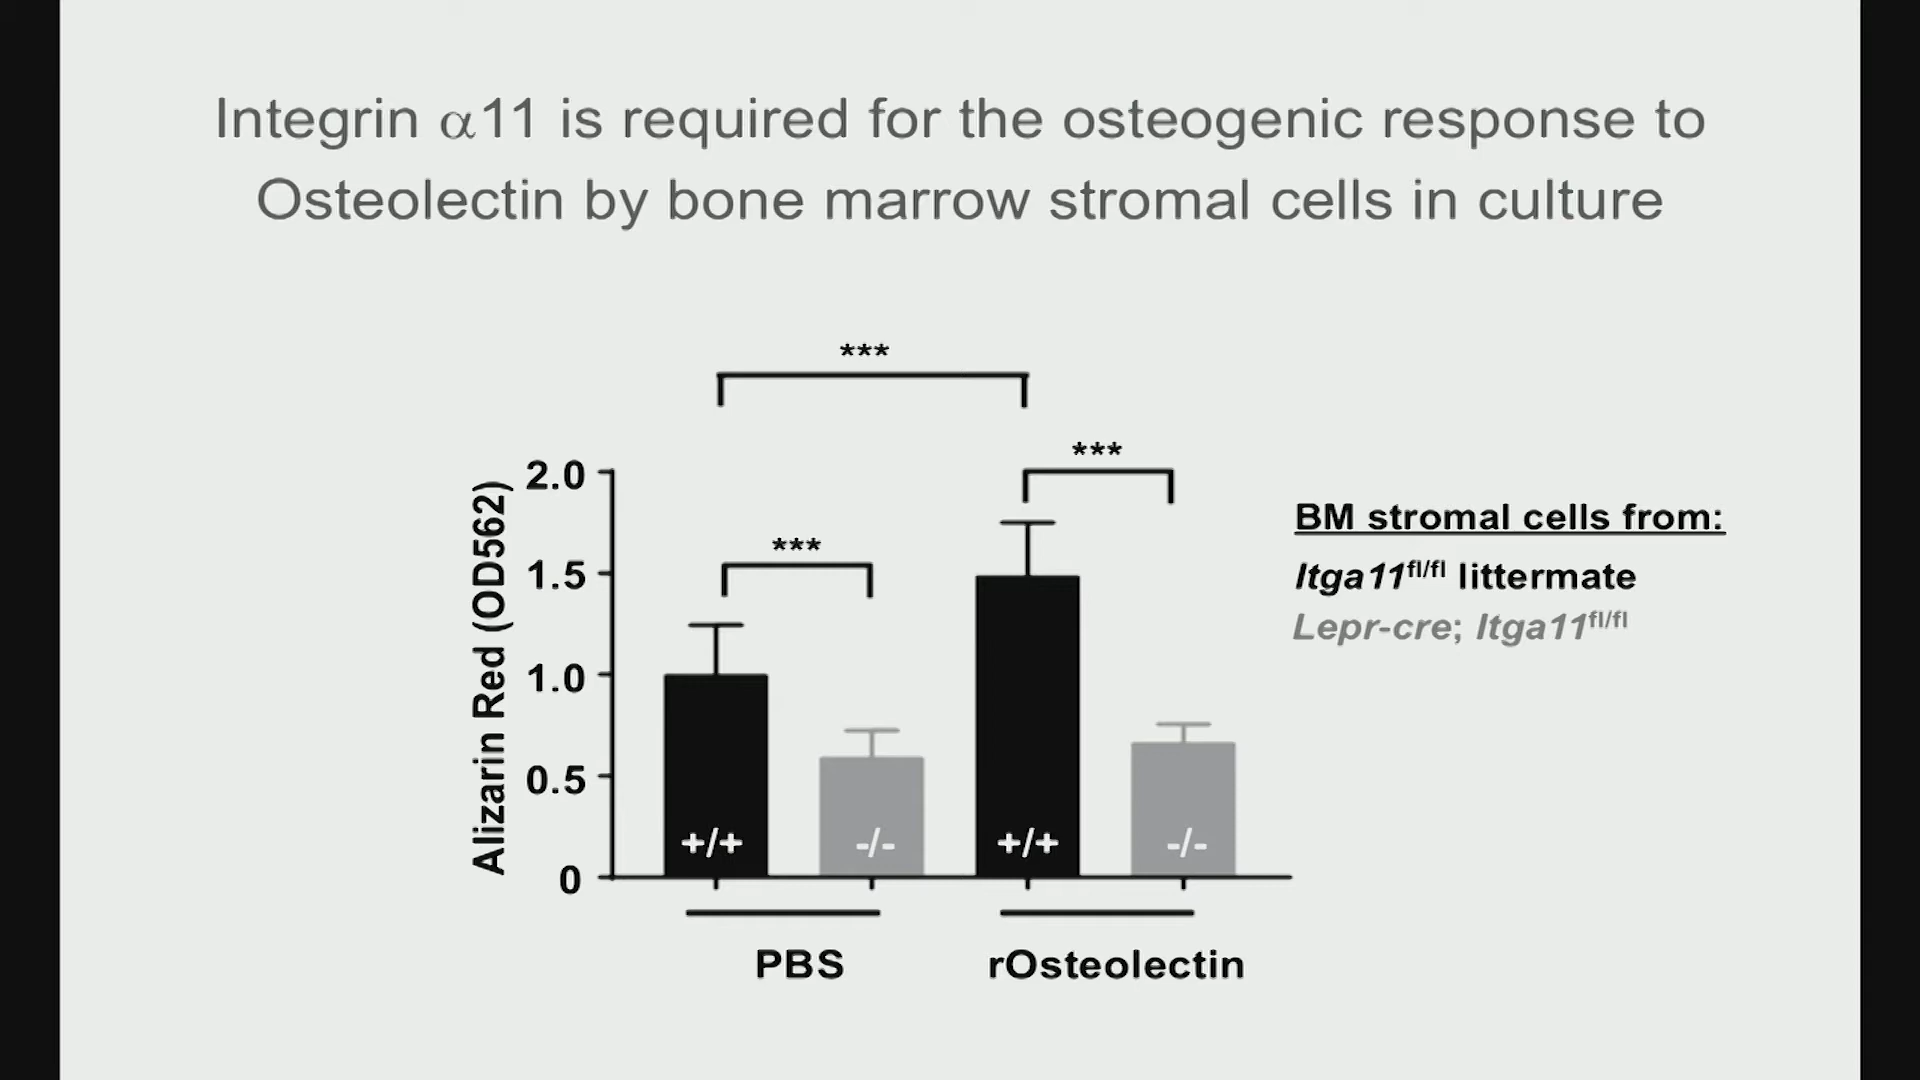 Integrin α11 is required for the osteogenic response to
Osteolectin by bone marrow stromal cells in culture
***
***
***
2.0
1.5
1.0
0.5
0
Alizarin Red (OD562)
+/+
-/-
+/+
-/-
PBS
rOsteolectin
BM stromal cells from:
Itga11fl/fl littermate
Lepr-cre; Itga11fl/fl